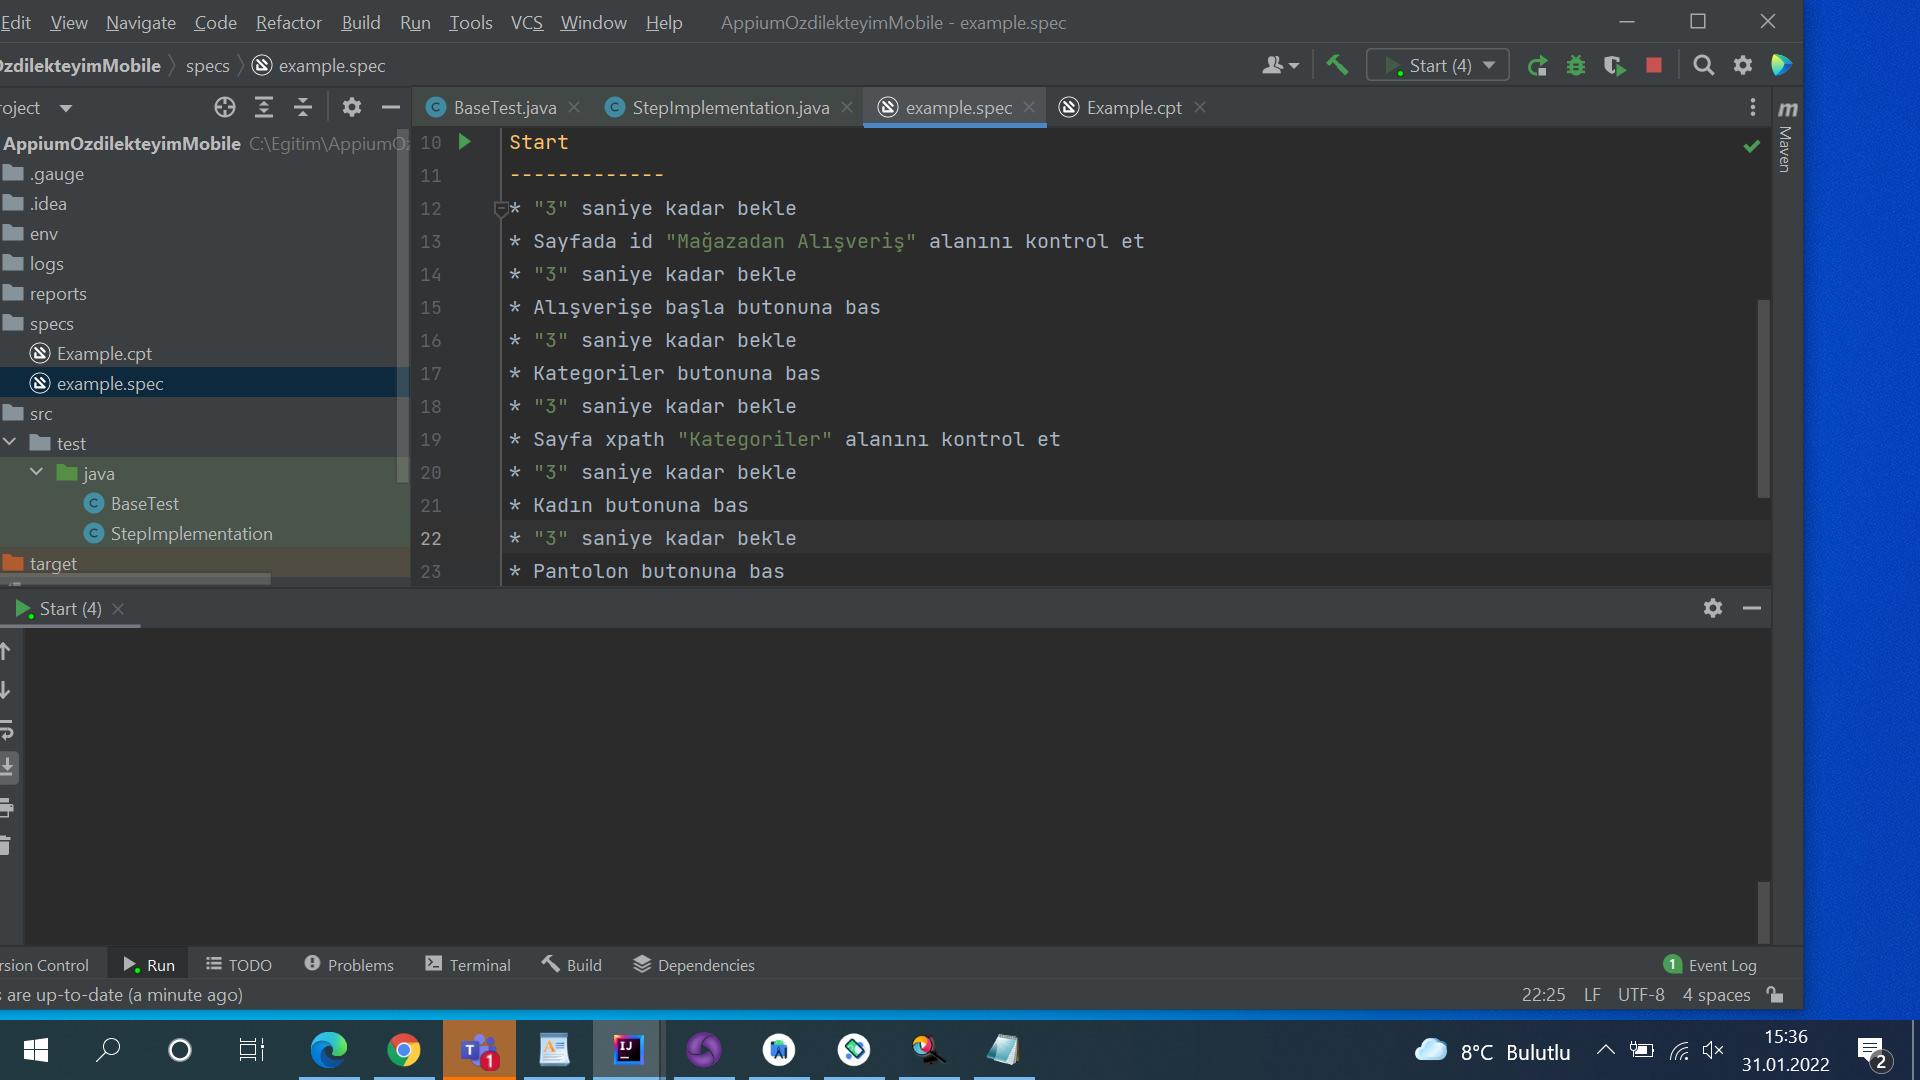 Edit View Navigate Code Refactor Build Run Tools VCS Window Help AppiumOzdilekteyimMobile - example.spec
OzdilekteyimMobile specs example.spec
Start (4)
roject
BaseTest.java StepImplementation.java example.spec Example.cpt
AppiumOzdilekteyimMobile C:\Egitim\AppiumOz
.gauge
.idea
env
logs
reports
specs
Example.cpt
example.spec
src
test
java
BaseTest
StepImplementation
target
10 Start
11 -------------
12 * "3" saniye kadar bekle
13 * Sayfada id "Mağazadan Alışveriş" alanını kontrol et
14 * "3" saniye kadar bekle
15 * Alışverişe başla butonuna bas
16 * "3" saniye kadar bekle
17 * Kategoriler butonuna bas
18 * "3" saniye kadar bekle
19 * Sayfa xpath "Kategoriler" alanını kontrol et
20 * "3" saniye kadar bekle
21 * Kadın butonuna bas
22 * "3" saniye kadar bekle
23 * Pantolon butonuna bas
m Maven
Start (4)
rsion Control Run TODO Problems Terminal Build Dependencies 1 Event Log
s are up-to-date (a minute ago) 22:25 LF UTF-8 4 spaces
8°C Bulutlu
15:36
31.01.2022
1
2